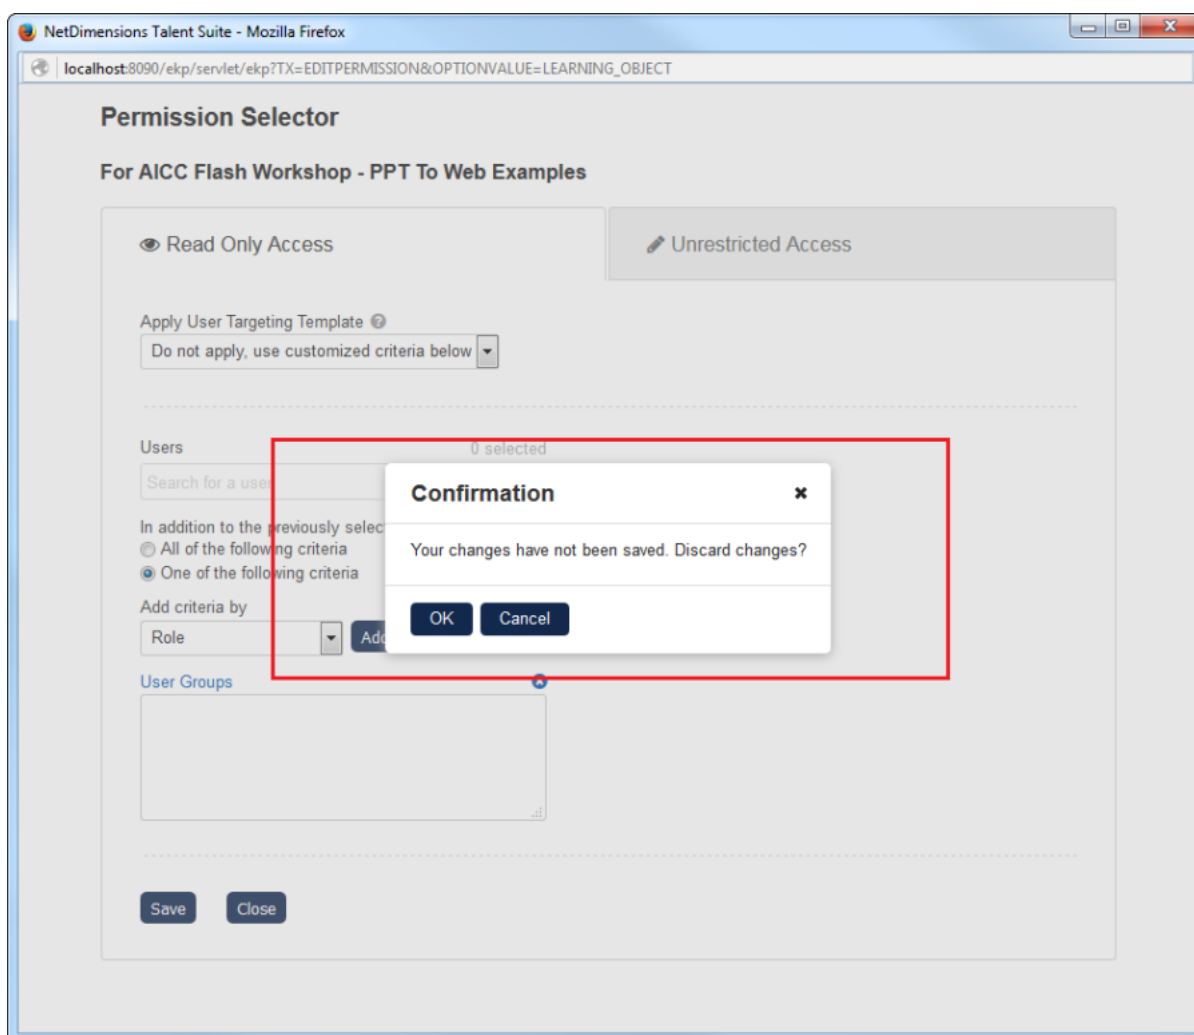 NetDimensions Talent Suite - Mozilla Firefox
localhost:8090/ekp/servlet/ekp?TX=EDITPERMISSION&OPTIONVALUE=LEARNING_OBJECT
Permission Selector
For AICC Flash Workshop - PPT To Web Examples
Read Only Access
Unrestricted Access
Apply User Targeting Template
Do not apply, use customized criteria below
Users 0 selected
Search for a user
Confirmation
In addition to the previously selec
All of the following criteria
Your changes have not been saved. Discard changes?
One of the following criteria
Add criteria by
Role
Add
OK Cancel
User Groups
Save Close